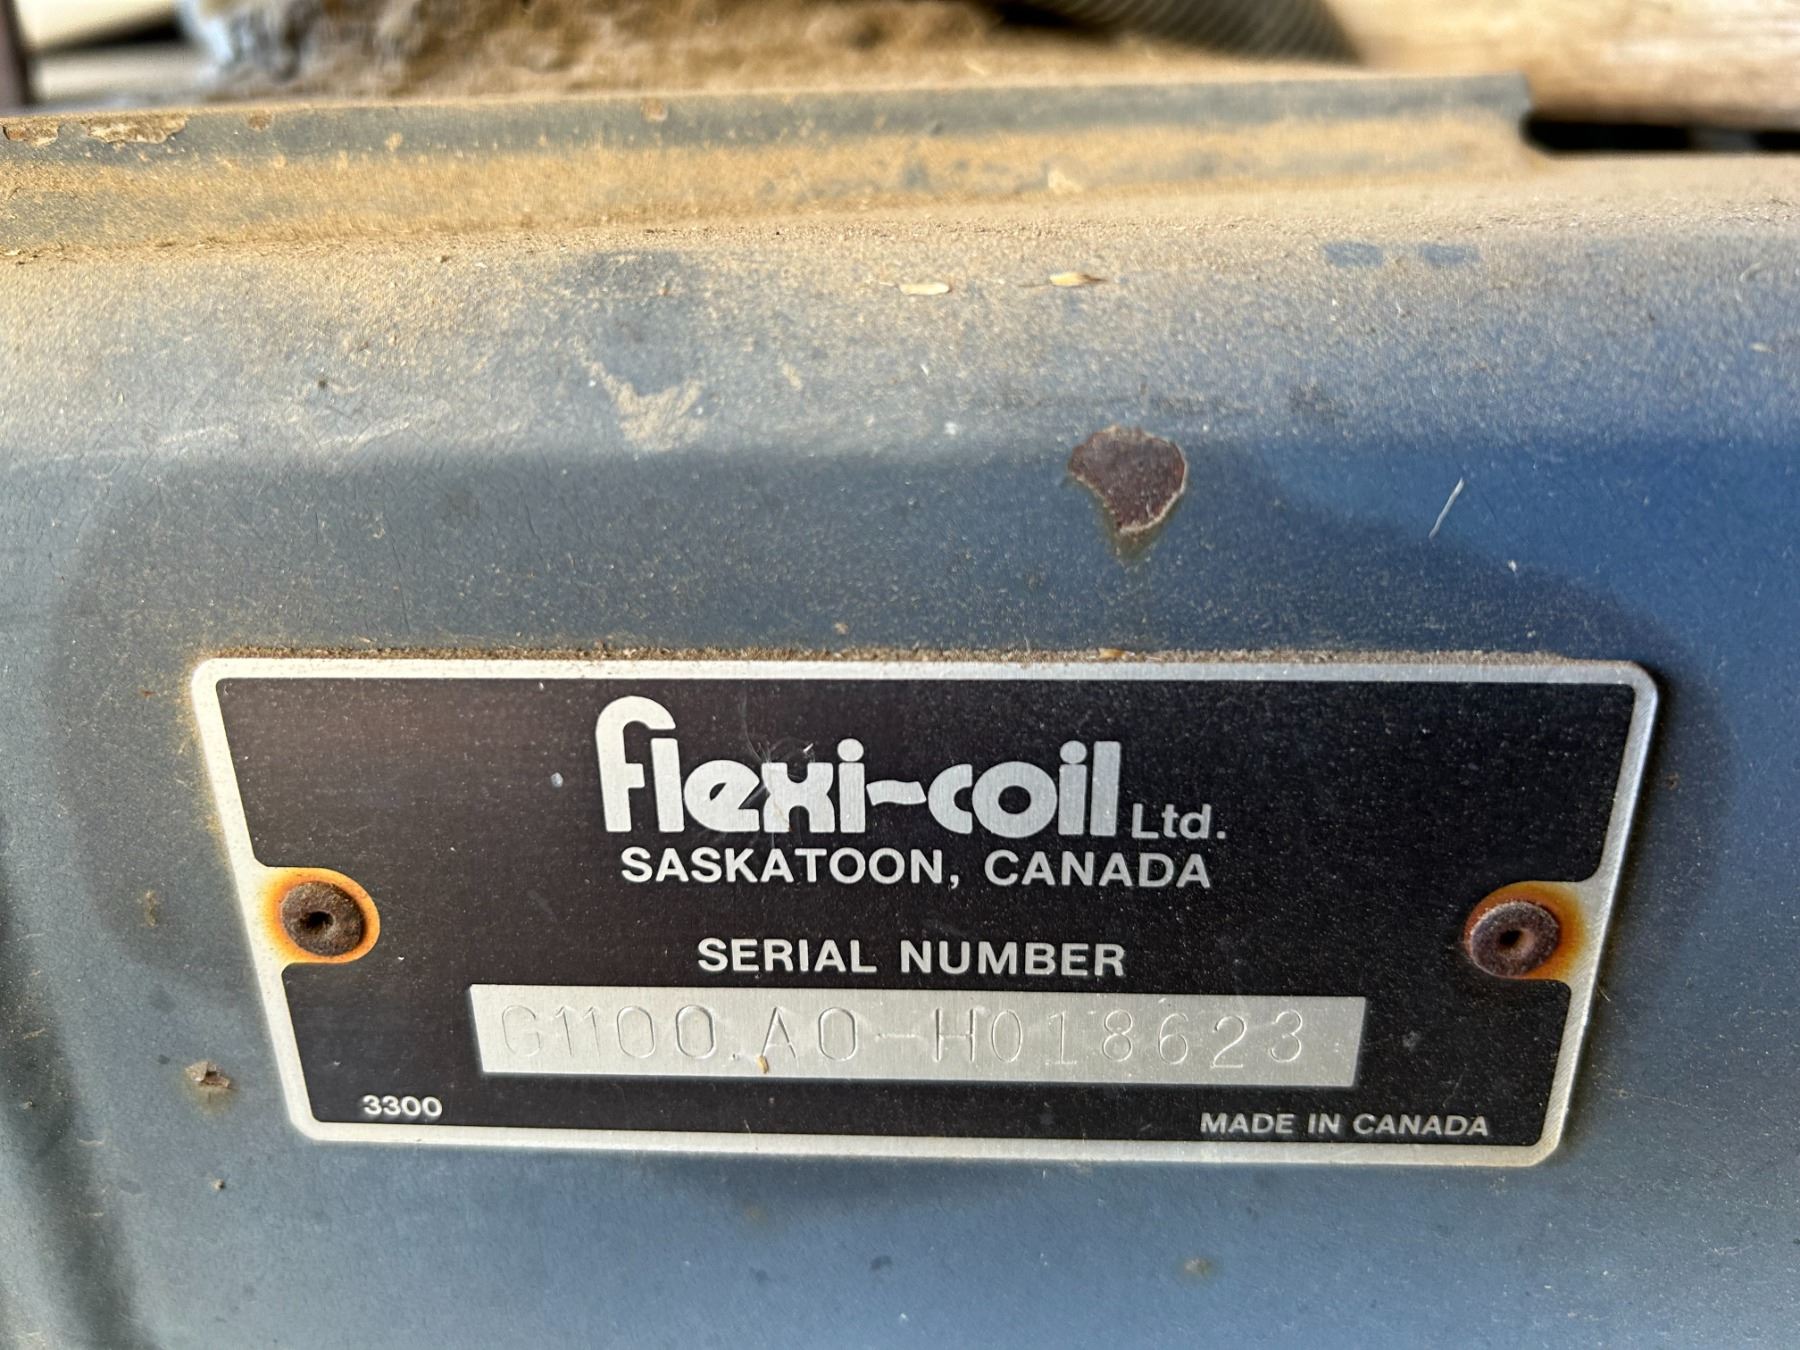 flexi-coil Ltd.
SASKATOON, CANADA
SERIAL NUMBER
G1100.A0-H018623
3300
MADE IN CANADA